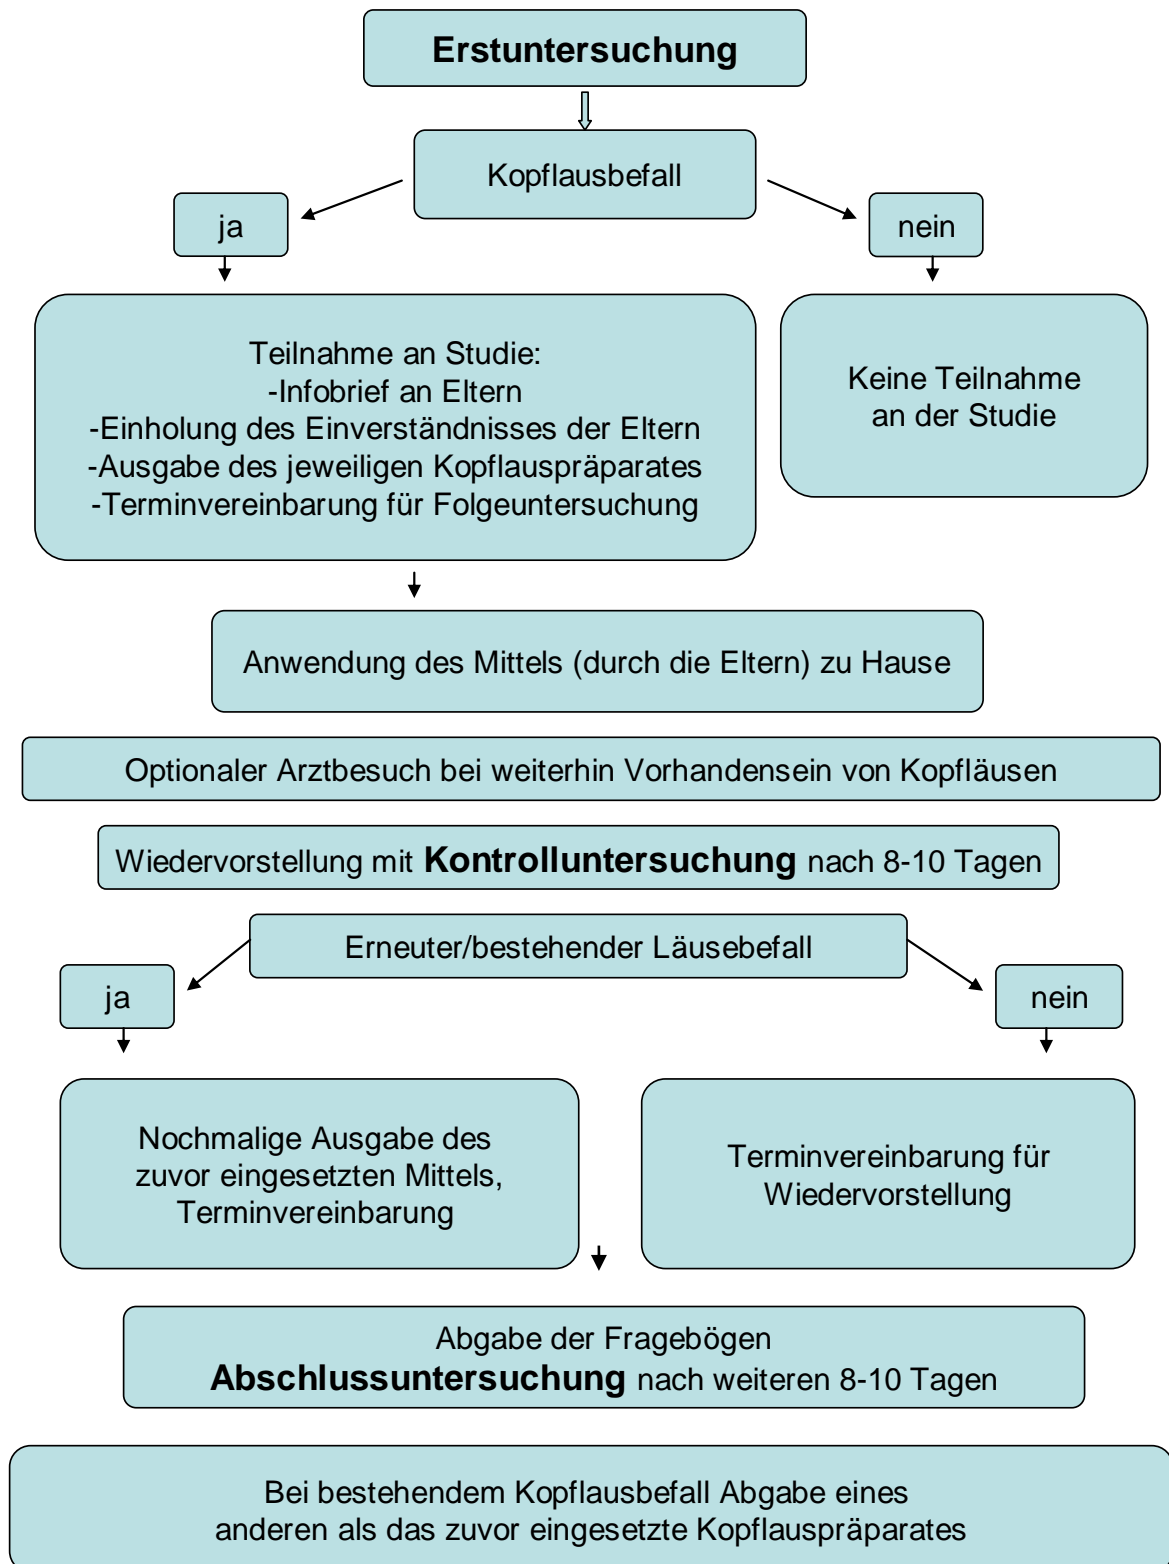 Erstuntersuchung
Kopflausbefall
ja
nein
Teilnahme an Studie:
-Infobrief an Eltern
-Einholung des Einverständnisses der Eltern
-Ausgabe des jeweiligen Kopflauspräparates
-Terminvereinbarung für Folgeuntersuchung
Keine Teilnahme
an der Studie
Anwendung des Mittels (durch die Eltern) zu Hause
Optionaler Arztbesuch bei weiterhin Vorhandensein von Kopfläusen
Wiedervorstellung mit Kontrolluntersuchung nach 8-10 Tagen
Erneuter/bestehender Läusebefall
ja
nein
Nochmalige Ausgabe des
zuvor eingesetzten Mittels,
Terminvereinbarung
Terminvereinbarung für
Wiedervorstellung
Abgabe der Fragebögen
Abschlussuntersuchung nach weiteren 8-10 Tagen
Bei bestehendem Kopflausbefall Abgabe eines
anderen als das zuvor eingesetzte Kopflauspräparates